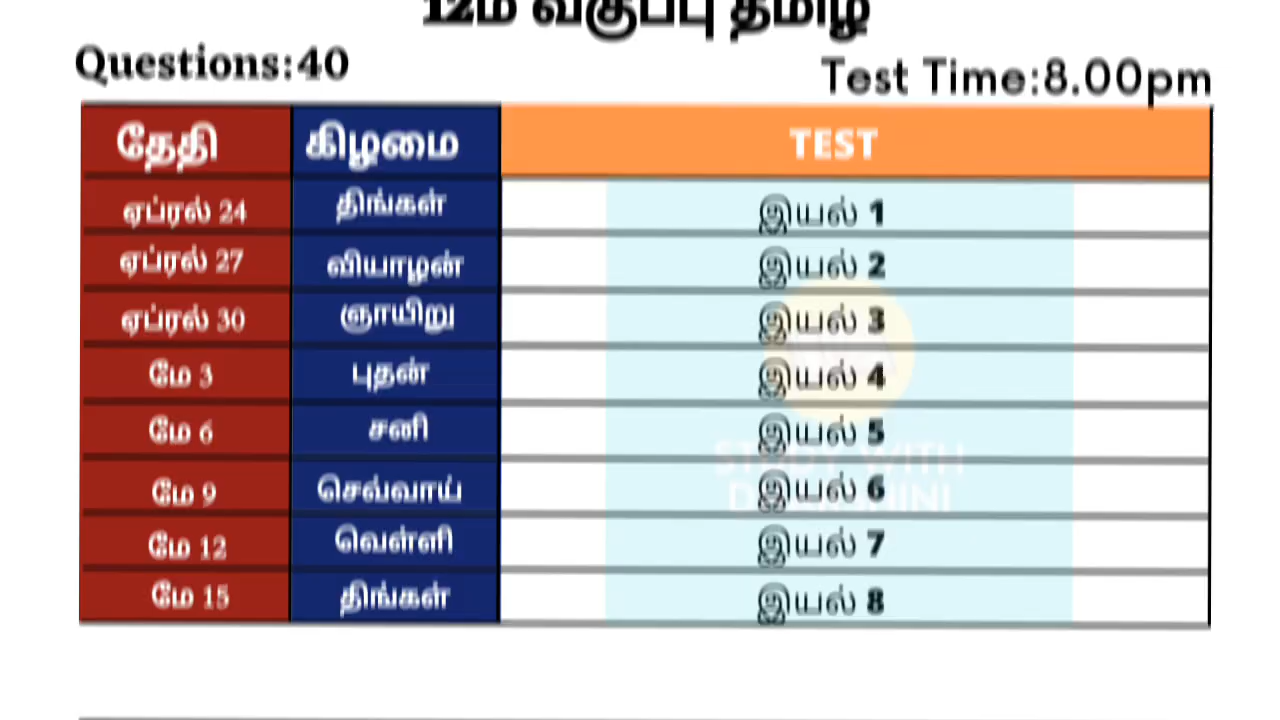 12ம் வகுப்பு தமிழ்
Questions:40
Test Time:8.00pm
தேதி கிழமை TEST
ஏப்ரல் 24 திங்கள் இயல் 1
ஏப்ரல் 27 வியாழன் இயல் 2
ஏப்ரல் 30 ஞாயிறு இயல் 3
மே 3 புதன் இயல் 4
மே 6 சனி இயல் 5
மே 9 செவ்வாய் இயல் 6
மே 12 வெள்ளி இயல் 7
மே 15 திங்கள் இயல் 8
STUDY WITH